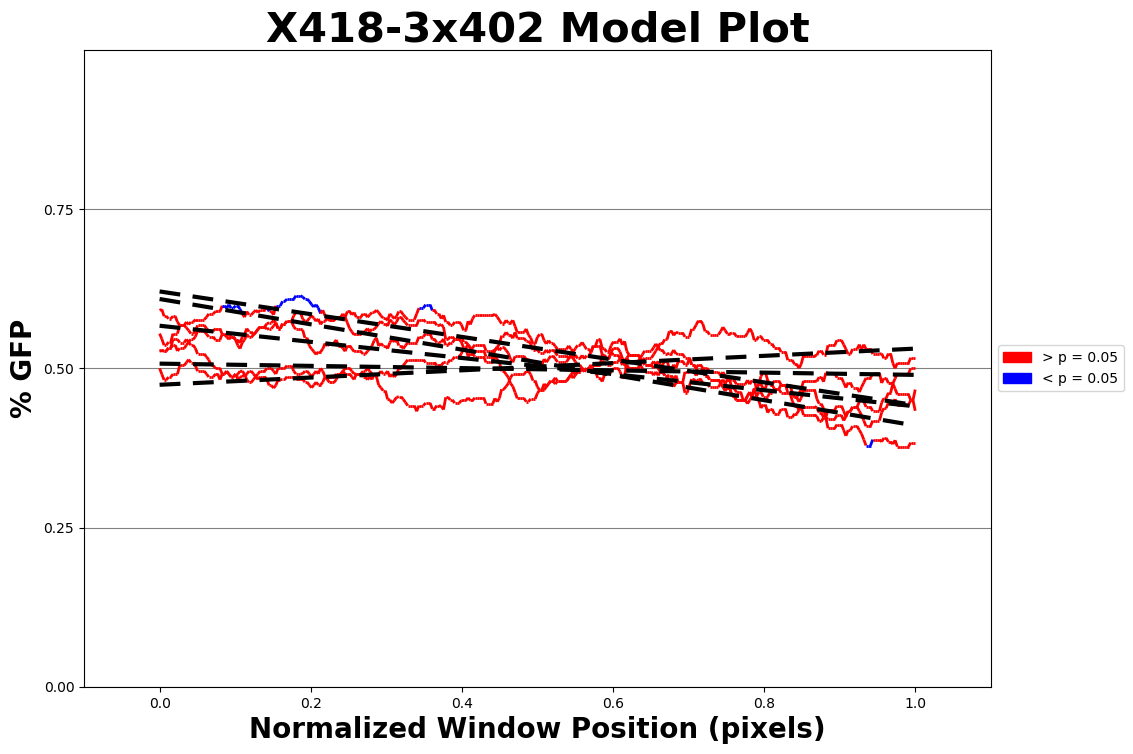 X418-3x402 Model Plot
% GFP
0.75
0.50
0.25
0.00
0.0 0.2 0.4 0.6 0.8 1.0
Normalized Window Position (pixels)
> p = 0.05
< p = 0.05